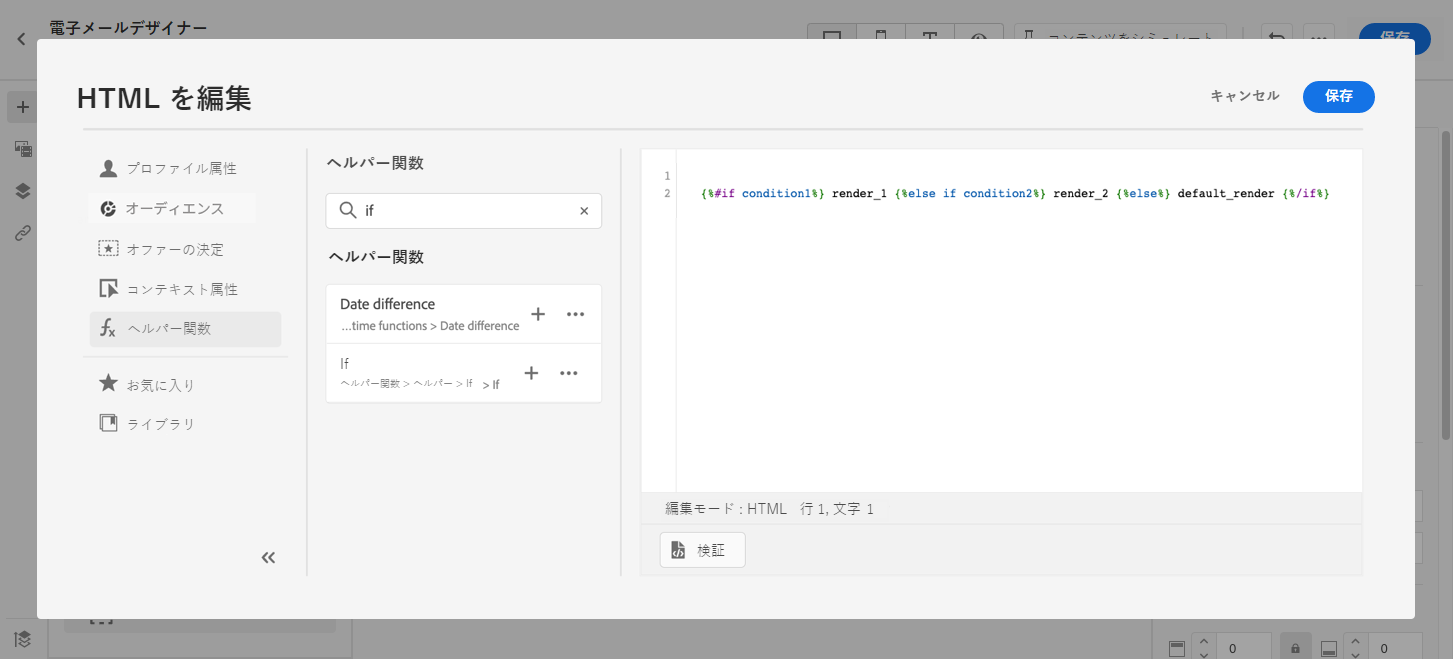 電子メールデザイナー
コンテンツをシミュレート
保存
HTML を編集
キャンセル
保存
プロファイル属性
オーディエンス
オファーの決定
コンテキスト属性
ヘルパー関数
お気に入り
ライブラリ
ヘルパー関数
if
ヘルパー関数
Date difference
...time functions > Date difference
If
ヘルパー関数 > ヘルパー > If > If
1
2 {%#if condition1%} render_1 {%else if condition2%} render_2 {%else%} default_render {%/if%}
編集モード : HTML 行 1, 文字 1
検証
0
0